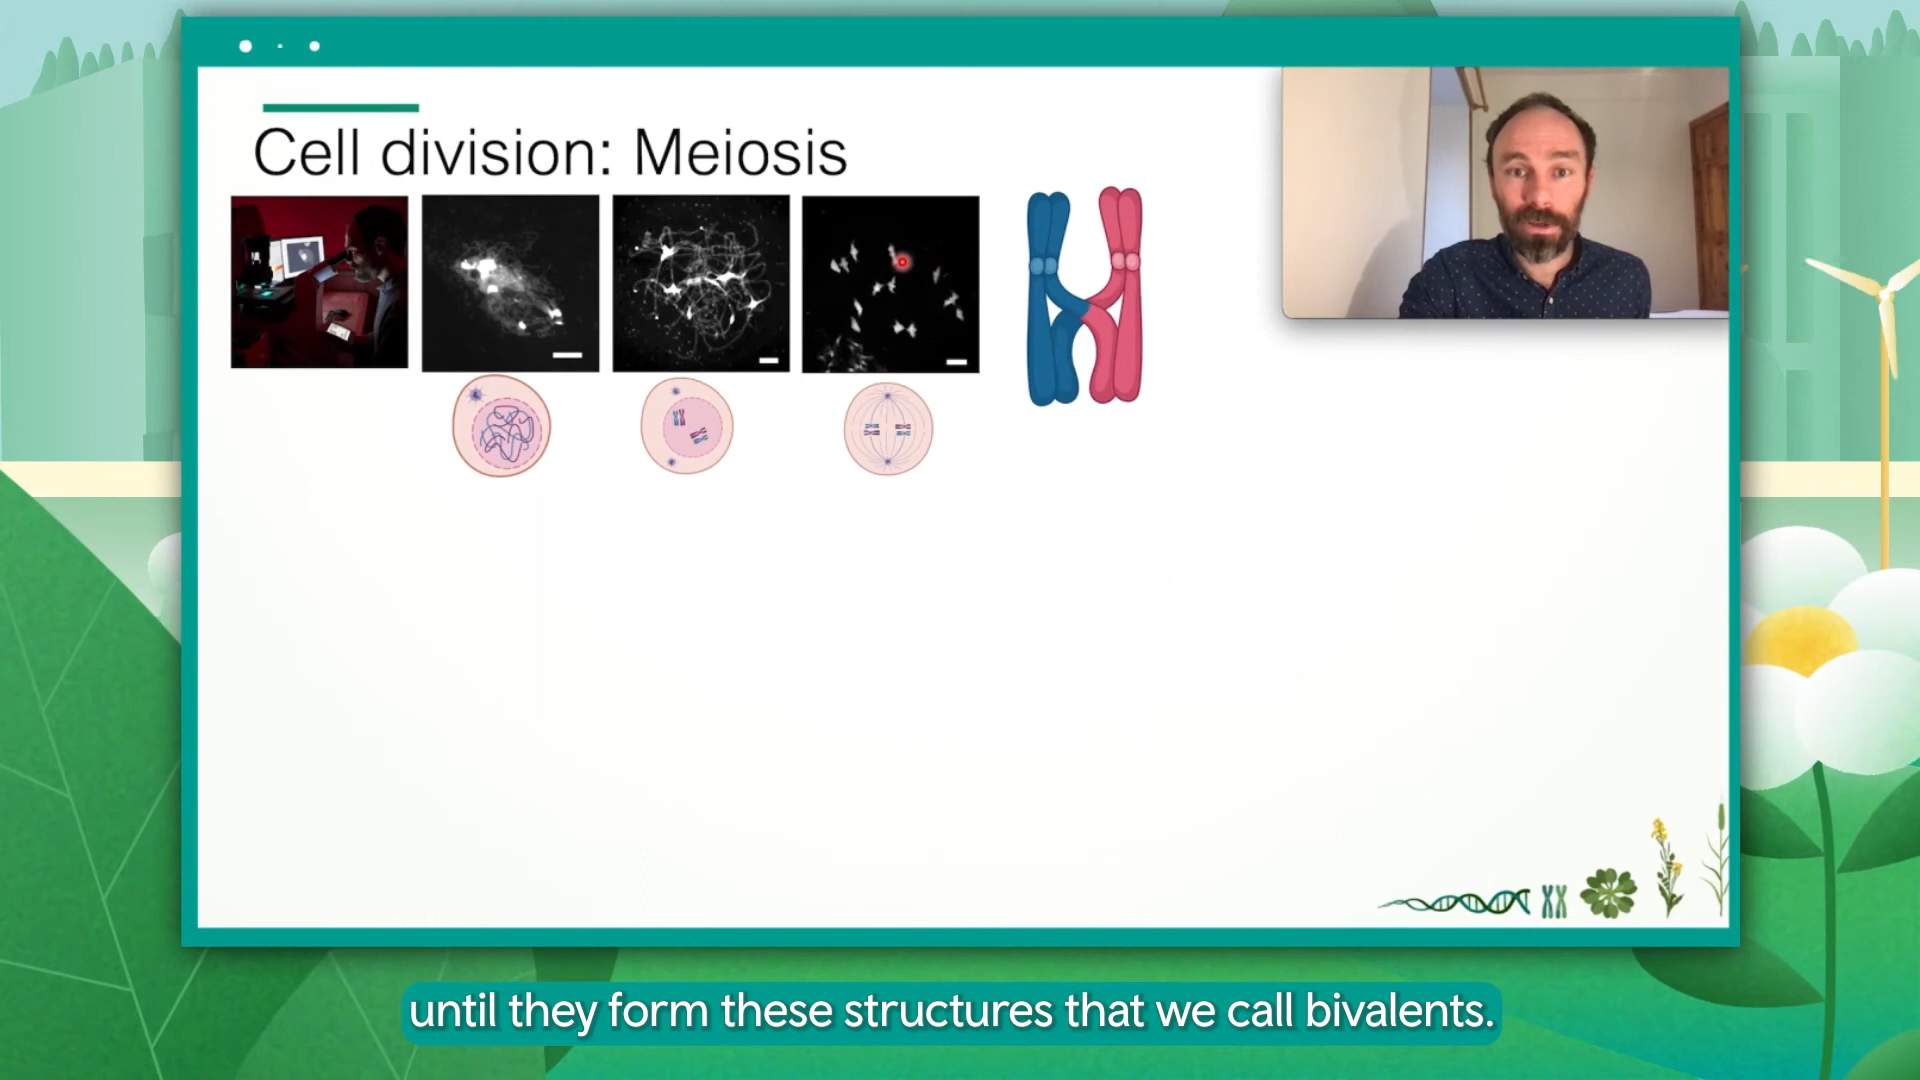 Cell division: Meiosis
until they form these structures that we call bivalents.